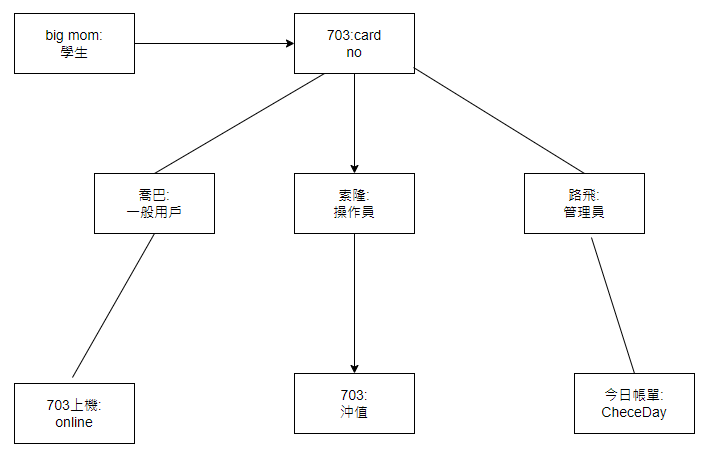 big mom:
學生
703:card
no
喬巴:
一般用戶
索隆:
操作員
路飛:
管理員
703上機:
online
703:
沖值
今日帳單:
CheceDay